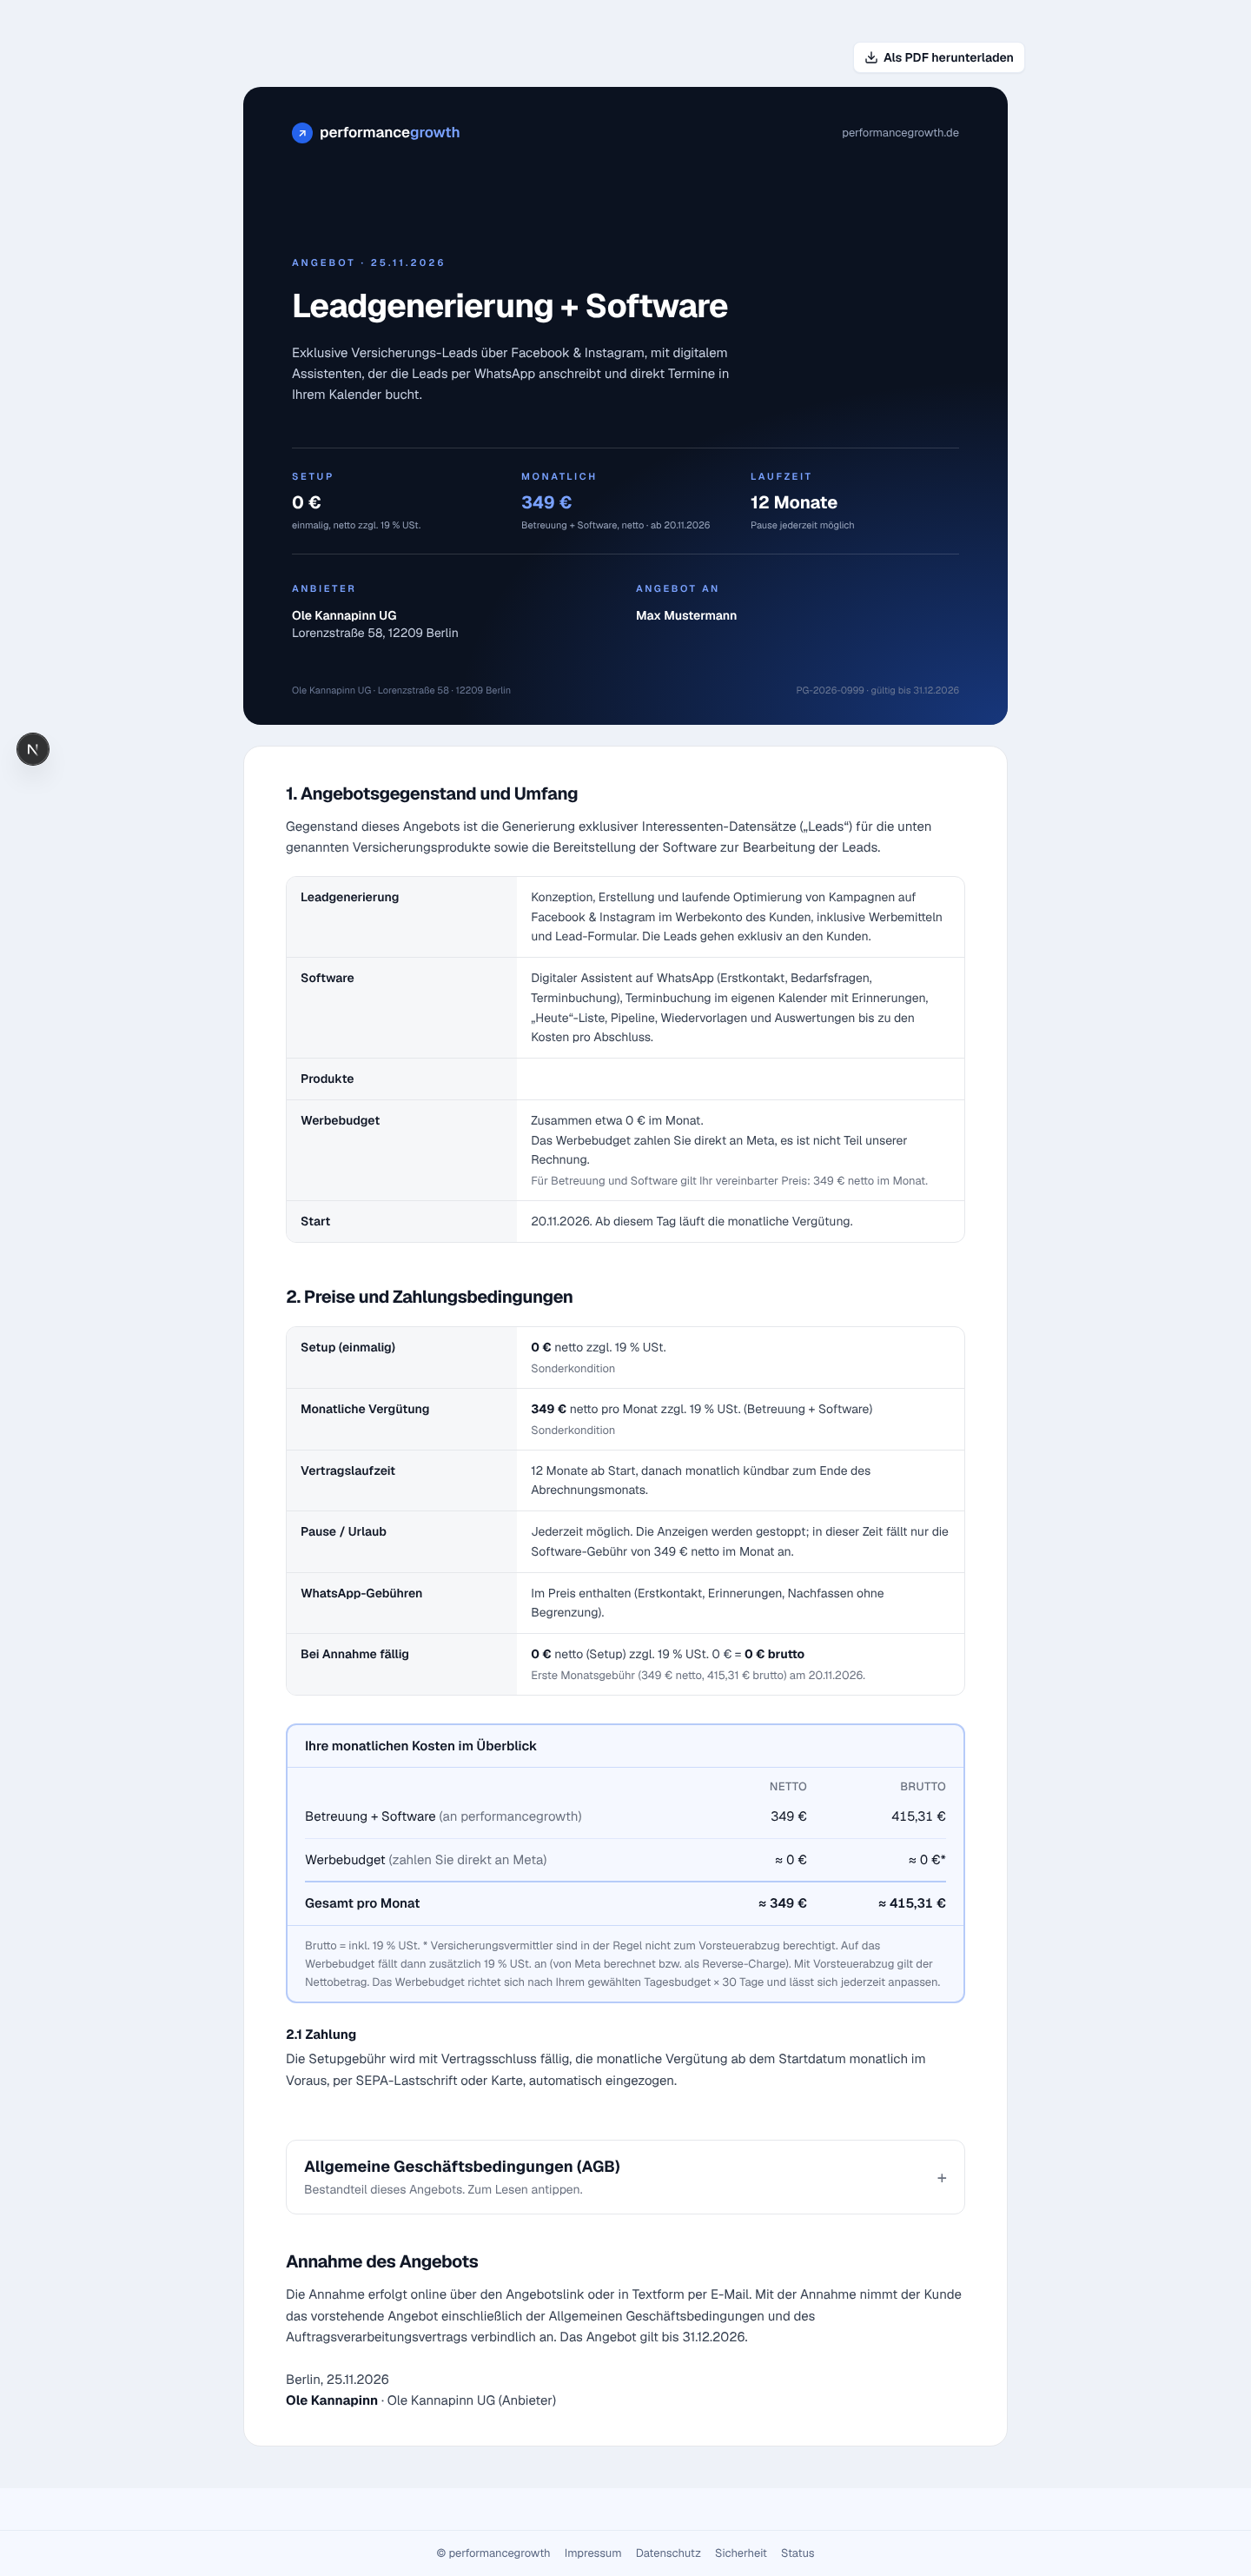 Als PDF herunterladen
performancegrowth
performancegrowth.de
ANGEBOT · 25.11.2026
Leadgenerierung + Software
Exklusive Versicherungs-Leads über Facebook & Instagram, mit digitalem
Assistenten, der die Leads per WhatsApp anschreibt und direkt Termine in
Ihrem Kalender bucht.
SETUP
0 €
einmalig, netto zzgl. 19 % USt.
MONATLICH
349 €
Betreuung + Software, netto · ab 20.11.2026
LAUFZEIT
12 Monate
Pause jederzeit möglich
ANBIETER
Ole Kannapinn UG
Lorenzstraße 58, 12209 Berlin
ANGEBOT AN
Max Mustermann
Ole Kannapinn UG · Lorenzstraße 58 · 12209 Berlin
PG-2026-0999 · gültig bis 31.12.2026
N
1. Angebotsgegenstand und Umfang
Gegenstand dieses Angebots ist die Generierung exklusiver Interessenten-Datensätze („Leads“) für die unten
genannten Versicherungsprodukte sowie die Bereitstellung der Software zur Bearbeitung der Leads.
Leadgenerierung
Konzeption, Erstellung und laufende Optimierung von Kampagnen auf
Facebook & Instagram im Werbekonto des Kunden, inklusive Werbemitteln
und Lead-Formular. Die Leads gehen exklusiv an den Kunden.
Software
Digitaler Assistent auf WhatsApp (Erstkontakt, Bedarfsfragen,
Terminbuchung), Terminbuchung im eigenen Kalender mit Erinnerungen,
„Heute“-Liste, Pipeline, Wiedervorlagen und Auswertungen bis zu den
Kosten pro Abschluss.
Produkte
Werbebudget
Zusammen etwa 0 € im Monat.
Das Werbebudget zahlen Sie direkt an Meta, es ist nicht Teil unserer
Rechnung.
Für Betreuung und Software gilt Ihr vereinbarter Preis: 349 € netto im Monat.
Start
20.11.2026. Ab diesem Tag läuft die monatliche Vergütung.
2. Preise und Zahlungsbedingungen
Setup (einmalig)
0 € netto zzgl. 19 % USt.
Sonderkondition
Monatliche Vergütung
349 € netto pro Monat zzgl. 19 % USt. (Betreuung + Software)
Sonderkondition
Vertragslaufzeit
12 Monate ab Start, danach monatlich kündbar zum Ende des
Abrechnungsmonats.
Pause / Urlaub
Jederzeit möglich. Die Anzeigen werden gestoppt; in dieser Zeit fällt nur die
Software-Gebühr von 349 € netto im Monat an.
WhatsApp-Gebühren
Im Preis enthalten (Erstkontakt, Erinnerungen, Nachfassen ohne
Begrenzung).
Bei Annahme fällig
0 € netto (Setup) zzgl. 19 % USt. 0 € = 0 € brutto
Erste Monatsgebühr (349 € netto, 415,31 € brutto) am 20.11.2026.
Ihre monatlichen Kosten im Überblick
NETTO BRUTTO
Betreuung + Software (an performancegrowth) 349 € 415,31 €
Werbebudget (zahlen Sie direkt an Meta) ≈ 0 € ≈ 0 €*
Gesamt pro Monat ≈ 349 € ≈ 415,31 €
Brutto = inkl. 19 % USt. * Versicherungsvermittler sind in der Regel nicht zum Vorsteuerabzug berechtigt. Auf das
Werbebudget fällt dann zusätzlich 19 % USt. an (von Meta berechnet bzw. als Reverse-Charge). Mit Vorsteuerabzug gilt der
Nettobetrag. Das Werbebudget richtet sich nach Ihrem gewählten Tagesbudget × 30 Tage und lässt sich jederzeit anpassen.
2.1 Zahlung
Die Setupgebühr wird mit Vertragsschluss fällig, die monatliche Vergütung ab dem Startdatum monatlich im
Voraus, per SEPA-Lastschrift oder Karte, automatisch eingezogen.
Allgemeine Geschäftsbedingungen (AGB)
Bestandteil dieses Angebots. Zum Lesen antippen.
+
Annahme des Angebots
Die Annahme erfolgt online über den Angebotslink oder in Textform per E-Mail. Mit der Annahme nimmt der Kunde
das vorstehende Angebot einschließlich der Allgemeinen Geschäftsbedingungen und des
Auftragsverarbeitungsvertrags verbindlich an. Das Angebot gilt bis 31.12.2026.
Berlin, 25.11.2026
Ole Kannapinn · Ole Kannapinn UG (Anbieter)
© performancegrowth Impressum Datenschutz Sicherheit Status